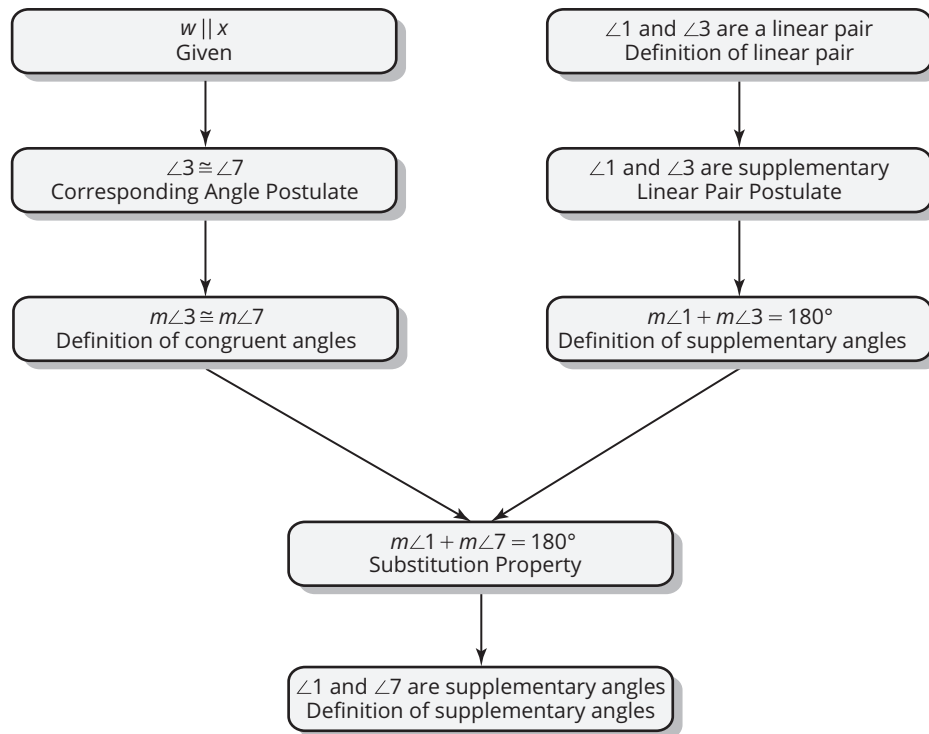 w || x
Given
∠1 and ∠3 are a linear pair
Definition of linear pair
∠3 ≅ ∠7
Corresponding Angle Postulate
∠1 and ∠3 are supplementary
Linear Pair Postulate
m∠3 ≅ m∠7
Definition of congruent angles
m∠1 + m∠3 = 180°
Definition of supplementary angles
m∠1 + m∠7 = 180°
Substitution Property
∠1 and ∠7 are supplementary angles
Definition of supplementary angles